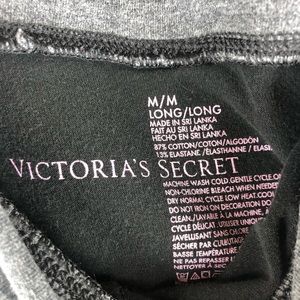 M/M
LONG/LONG
MADE IN SRI LANKA
FAIT AU SRI LANKA
HECHO EN SRI LANKA
87% COTTON/COTON/ALGODÓN
13% ELASTANE/ÉLASTHANNE/ELAS
VICTORIA'S SECRET
MACHINE WASH COLD, GENTLE CYCLE
NON-CHLORINE BLEACH WHEN NEEDED
DRY NORMAL CYCLE LOW HEAT. COOL
DO NOT IRON ON DECORATION. DO
CLEAN./LAVABLE À LA MACHINE,
CYCLE DÉLICAT. UTILISER UNIQUE
JAVELLISANT SANS CHLORE
SÉCHER PAR CULBUTAGE
BASSE TEMPÉRATURE
NE PAS REPASSER
NETTOYER À SEC